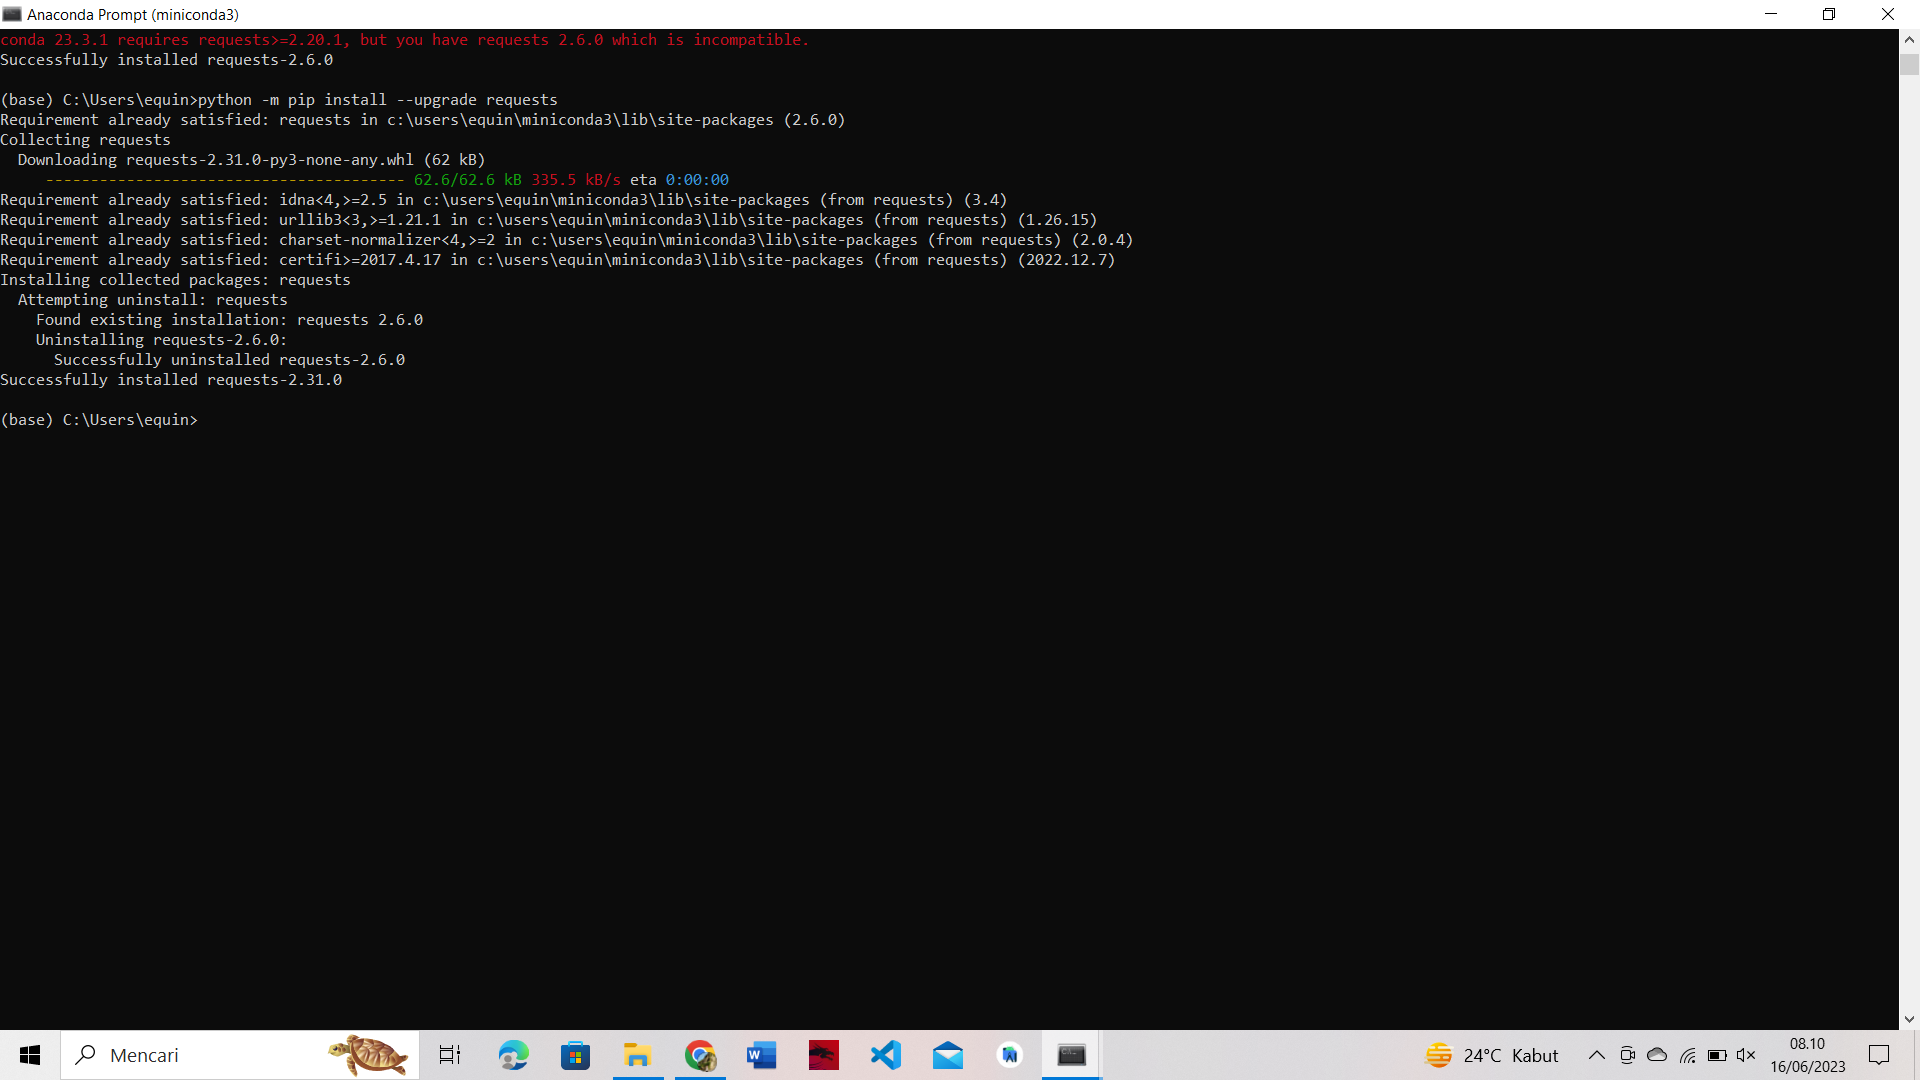 Anaconda Prompt (miniconda3)
conda 23.3.1 requires requests>=2.20.1, but you have requests 2.6.0 which is incompatible.
Successfully installed requests-2.6.0
(base) C:\Users\equin>python -m pip install --upgrade requests
Requirement already satisfied: requests in c:\users\equin\miniconda3\lib\site-packages (2.6.0)
Collecting requests
  Downloading requests-2.31.0-py3-none-any.whl (62 kB)
     ---------------------------------------- 62.6/62.6 kB 335.5 kB/s eta 0:00:00
Requirement already satisfied: idna<4,>=2.5 in c:\users\equin\miniconda3\lib\site-packages (from requests) (3.4)
Requirement already satisfied: urllib3<3,>=1.21.1 in c:\users\equin\miniconda3\lib\site-packages (from requests) (1.26.15)
Requirement already satisfied: charset-normalizer<4,>=2 in c:\users\equin\miniconda3\lib\site-packages (from requests) (2.0.4)
Requirement already satisfied: certifi>=2017.4.17 in c:\users\equin\miniconda3\lib\site-packages (from requests) (2022.12.7)
Installing collected packages: requests
  Attempting uninstall: requests
    Found existing installation: requests 2.6.0
    Uninstalling requests-2.6.0:
      Successfully uninstalled requests-2.6.0
Successfully installed requests-2.31.0
(base) C:\Users\equin>
Mencari
24°C Kabut
08.10
16/06/2023